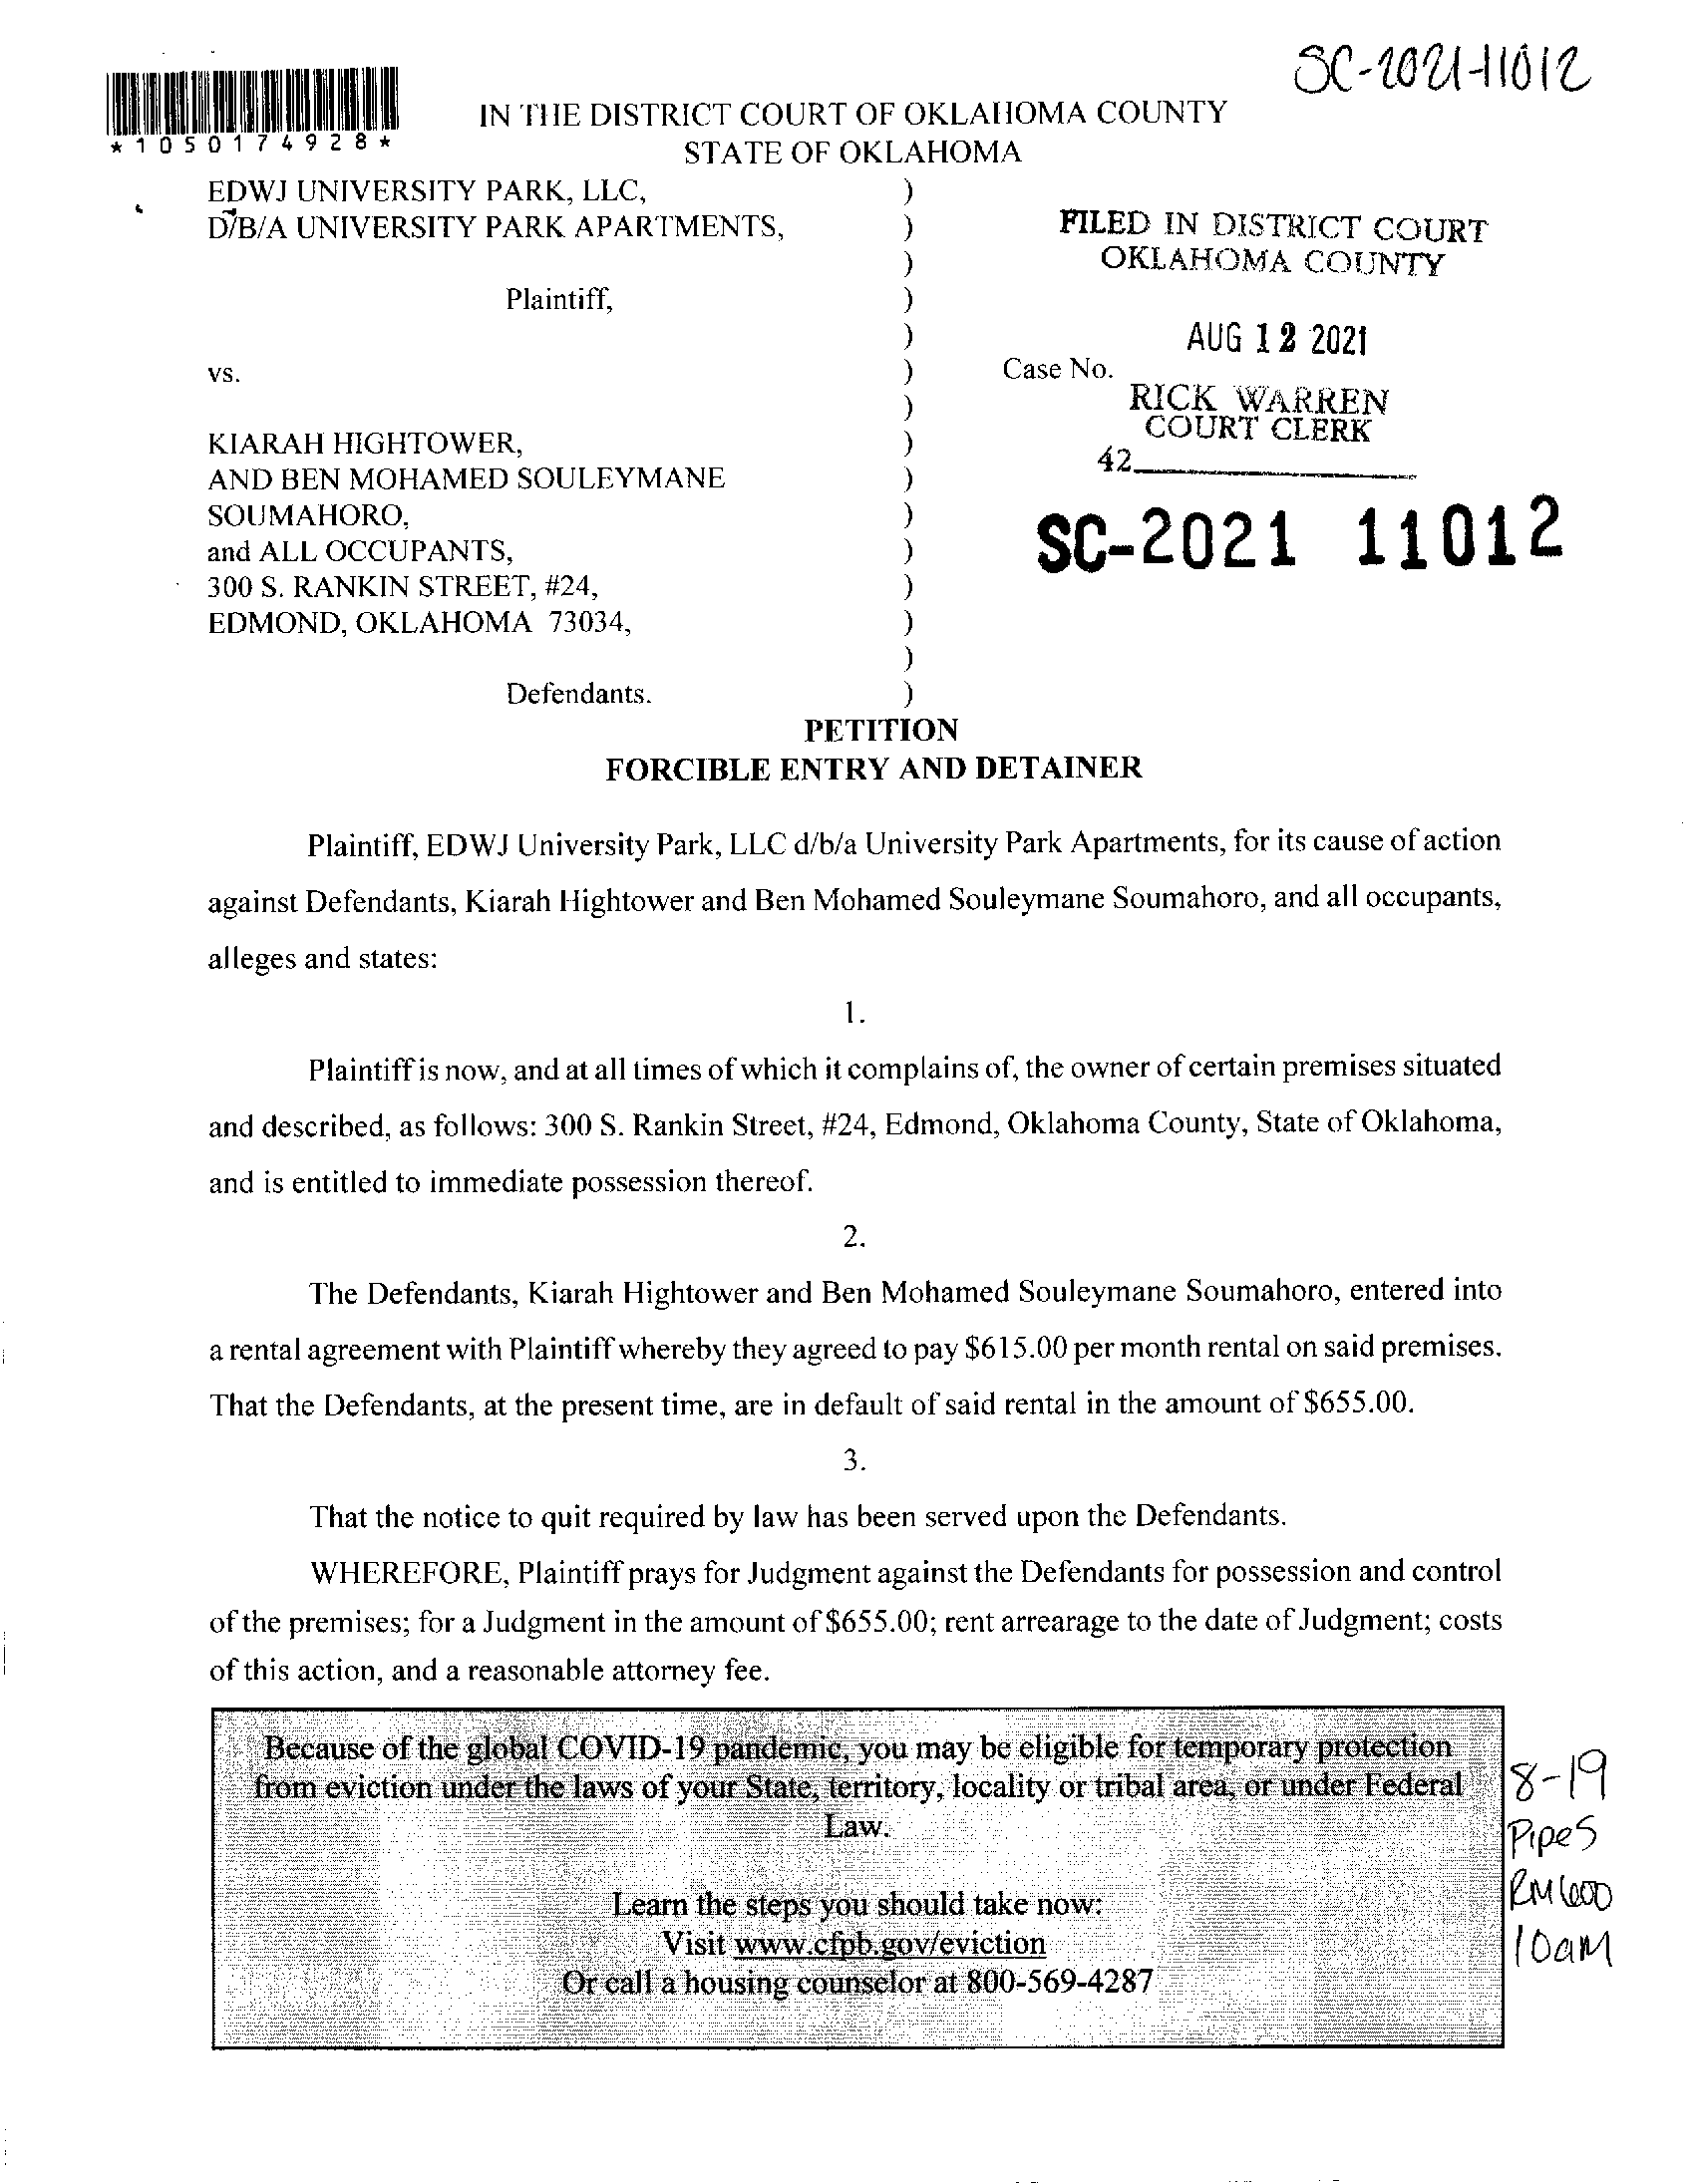 SC-2021-11012
*1050174928*
IN THE DISTRICT COURT OF OKLAHOMA COUNTY
STATE OF OKLAHOMA
EDWJ UNIVERSITY PARK, LLC, )
D/B/A UNIVERSITY PARK APARTMENTS, )
)
Plaintiff, )
)
vs. )
)
KIARAH HIGHTOWER, )
AND BEN MOHAMED SOULEYMANE )
SOUMAHORO, )
and ALL OCCUPANTS, )
300 S. RANKIN STREET, #24, )
EDMOND, OKLAHOMA 73034, )
)
Defendants. )
FILED IN DISTRICT COURT
OKLAHOMA COUNTY
AUG 12 2021
Case No.
RICK WARREN
COURT CLERK
42
SC-2021 11012
PETITION
FORCIBLE ENTRY AND DETAINER
Plaintiff, EDWJ University Park, LLC d/b/a University Park Apartments, for its cause of action
against Defendants, Kiarah Hightower and Ben Mohamed Souleymane Soumahoro, and all occupants,
alleges and states:
1.
Plaintiff is now, and at all times of which it complains of, the owner of certain premises situated
and described, as follows: 300 S. Rankin Street, #24, Edmond, Oklahoma County, State of Oklahoma,
and is entitled to immediate possession thereof.
2.
The Defendants, Kiarah Hightower and Ben Mohamed Souleymane Soumahoro, entered into
a rental agreement with Plaintiff whereby they agreed to pay $615.00 per month rental on said premises.
That the Defendants, at the present time, are in default of said rental in the amount of $655.00.
3.
That the notice to quit required by law has been served upon the Defendants.
WHEREFORE, Plaintiff prays for Judgment against the Defendants for possession and control
of the premises; for a Judgment in the amount of $655.00; rent arrearage to the date of Judgment; costs
of this action, and a reasonable attorney fee.
Because of the global COVID-19 pandemic, you may be eligible for temporary protection
from eviction under the laws of your State, territory, locality or tribal area, or under Federal
Law.
Learn the steps you should take now:
Visit www.cfpb.gov/eviction
Or call a housing counselor at 800-569-4287
8-19
Pipes
RM 600
10am